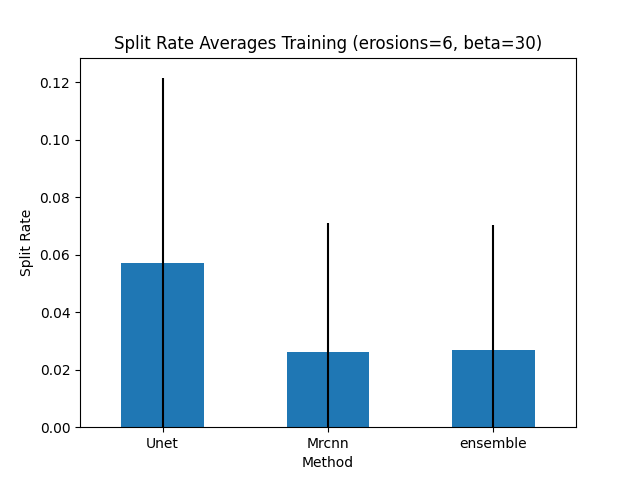 Split Rate Averages Training (erosions=6, beta=30)
0.12
0.10
0.08
0.06
0.04
0.02
0.00
Split Rate
Unet Mrcnn ensemble
Method